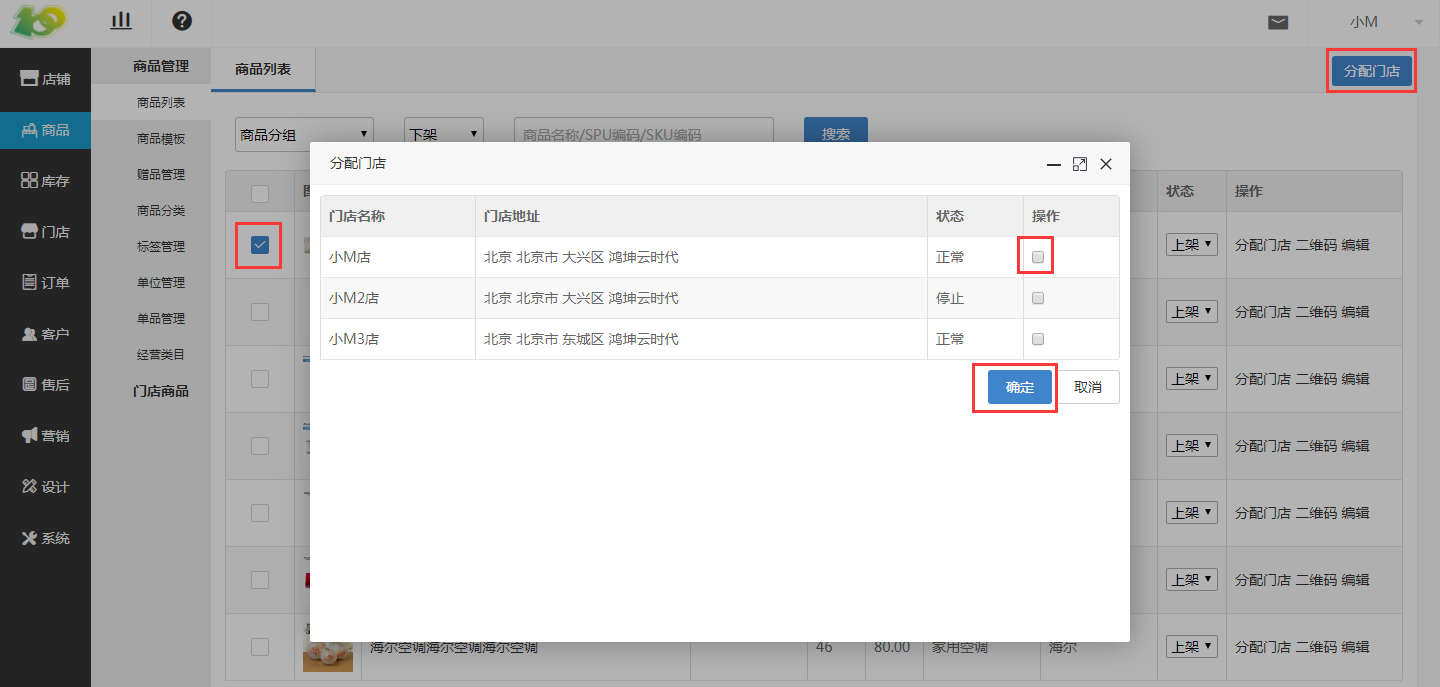 小M
店铺
商品
库存
门店
订单
客户
售后
营销
设计
系统
商品管理
商品列表
商品模板
赠品管理
商品分类
标签管理
单位管理
单品管理
经营类目
门店商品
商品列表
分配门店
商品分组 下架 商品名称/SPU编码/SKU编码 搜索
状态 操作
上架 分配门店 二维码 编辑
上架 分配门店 二维码 编辑
上架 分配门店 二维码 编辑
上架 分配门店 二维码 编辑
上架 分配门店 二维码 编辑
上架 分配门店 二维码 编辑
海尔空调海尔空调海尔空调 46 80.00 家用空调 海尔 上架 分配门店 二维码 编辑
分配门店
门店名称 门店地址 状态 操作
小M店 北京 北京市 大兴区 鸿坤云时代 正常
小M2店 北京 北京市 大兴区 鸿坤云时代 停止
小M3店 北京 北京市 东城区 鸿坤云时代 正常
确定 取消